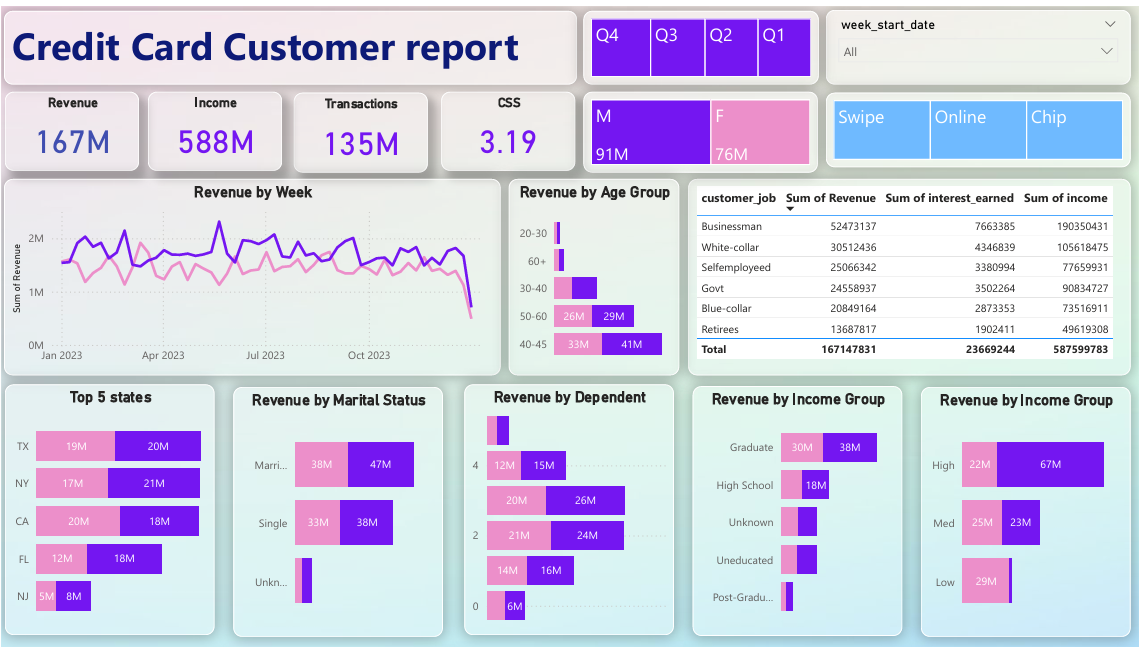 Credit Card Customer report
Q4 Q3 Q2 Q1
week_start_date
All
Revenue
167M
Income
588M
Transactions
135M
CSS
3.19
M
91M
F
76M
Swipe Online Chip
Revenue by Week
Sum of Revenue
2M
1M
0M
Jan 2023 Apr 2023 Jul 2023 Oct 2023
Revenue by Age Group
20-30
60+
30-40
50-60 26M 29M
40-45 33M 41M
customer_job Sum of Revenue Sum of interest_earned Sum of income
Businessman 52473137 7663385 190350431
White-collar 30512436 4346839 105618475
Selfemployeed 25066342 3380994 77659931
Govt 24558937 3502264 90834727
Blue-collar 20849164 2873353 73516911
Retirees 13687817 1902411 49619308
Total 167147831 23669244 587599783
Top 5 states
TX 19M 20M
NY 17M 21M
CA 20M 18M
FL 12M 18M
NJ 5M 8M
Revenue by Marital Status
Marri... 38M 47M
Single 33M 38M
Unkn...
Revenue by Dependent
4 12M 15M
20M 26M
2 21M 24M
14M 16M
0 6M
Revenue by Income Group
Graduate 30M 38M
High School 18M
Unknown
Uneducated
Post-Gradu...
Revenue by Income Group
High 22M 67M
Med 25M 23M
Low 29M